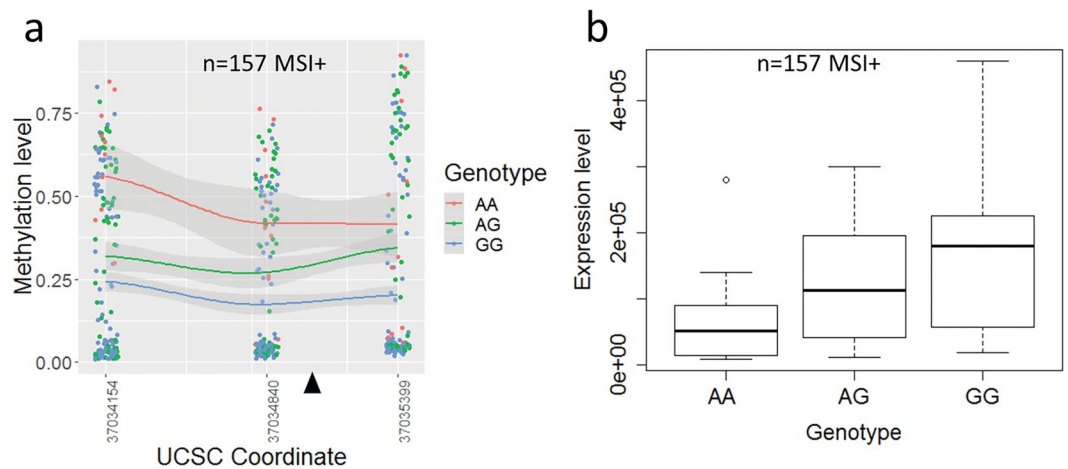 a
n=157 MSI+
Methylation level
0.75
0.50
0.25
0.00
37034154
37034840
37035399
UCSC Coordinate
Genotype
AA
AG
GG
b
n=157 MSI+
Expression level
4e+05
2e+05
0e+00
AA
AG
GG
Genotype